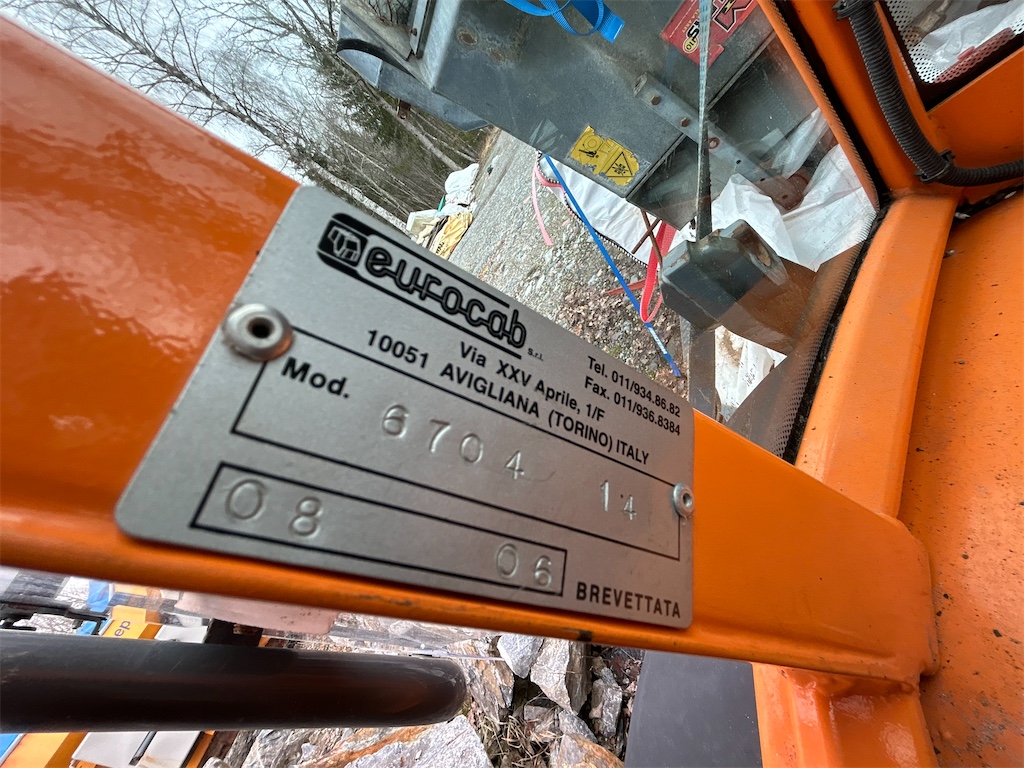 eurocab s.r.l.
Via XXV Aprile, 1/F
10051 AVIGLIANA (TORINO) ITALY
Tel. 011/934.86.82
Fax. 011/936.8384
Mod. 6704 14
08 06
BREVETTATA